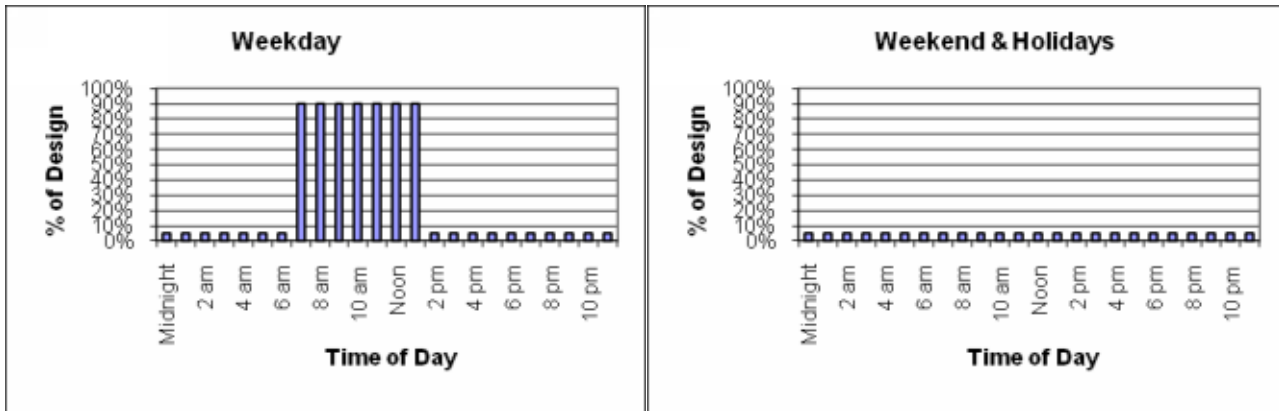 Weekday
% of Design
100%
90%
80%
70%
60%
50%
40%
30%
20%
10%
0%
Midnight
2 am
4 am
6 am
8 am
10 am
Noon
2 pm
4 pm
6 pm
8 pm
10 pm
Time of Day
Weekend & Holidays
% of Design
100%
90%
80%
70%
60%
50%
40%
30%
20%
10%
0%
Midnight
2 am
4 am
6 am
8 am
10 am
Noon
2 pm
4 pm
6 pm
8 pm
10 pm
Time of Day